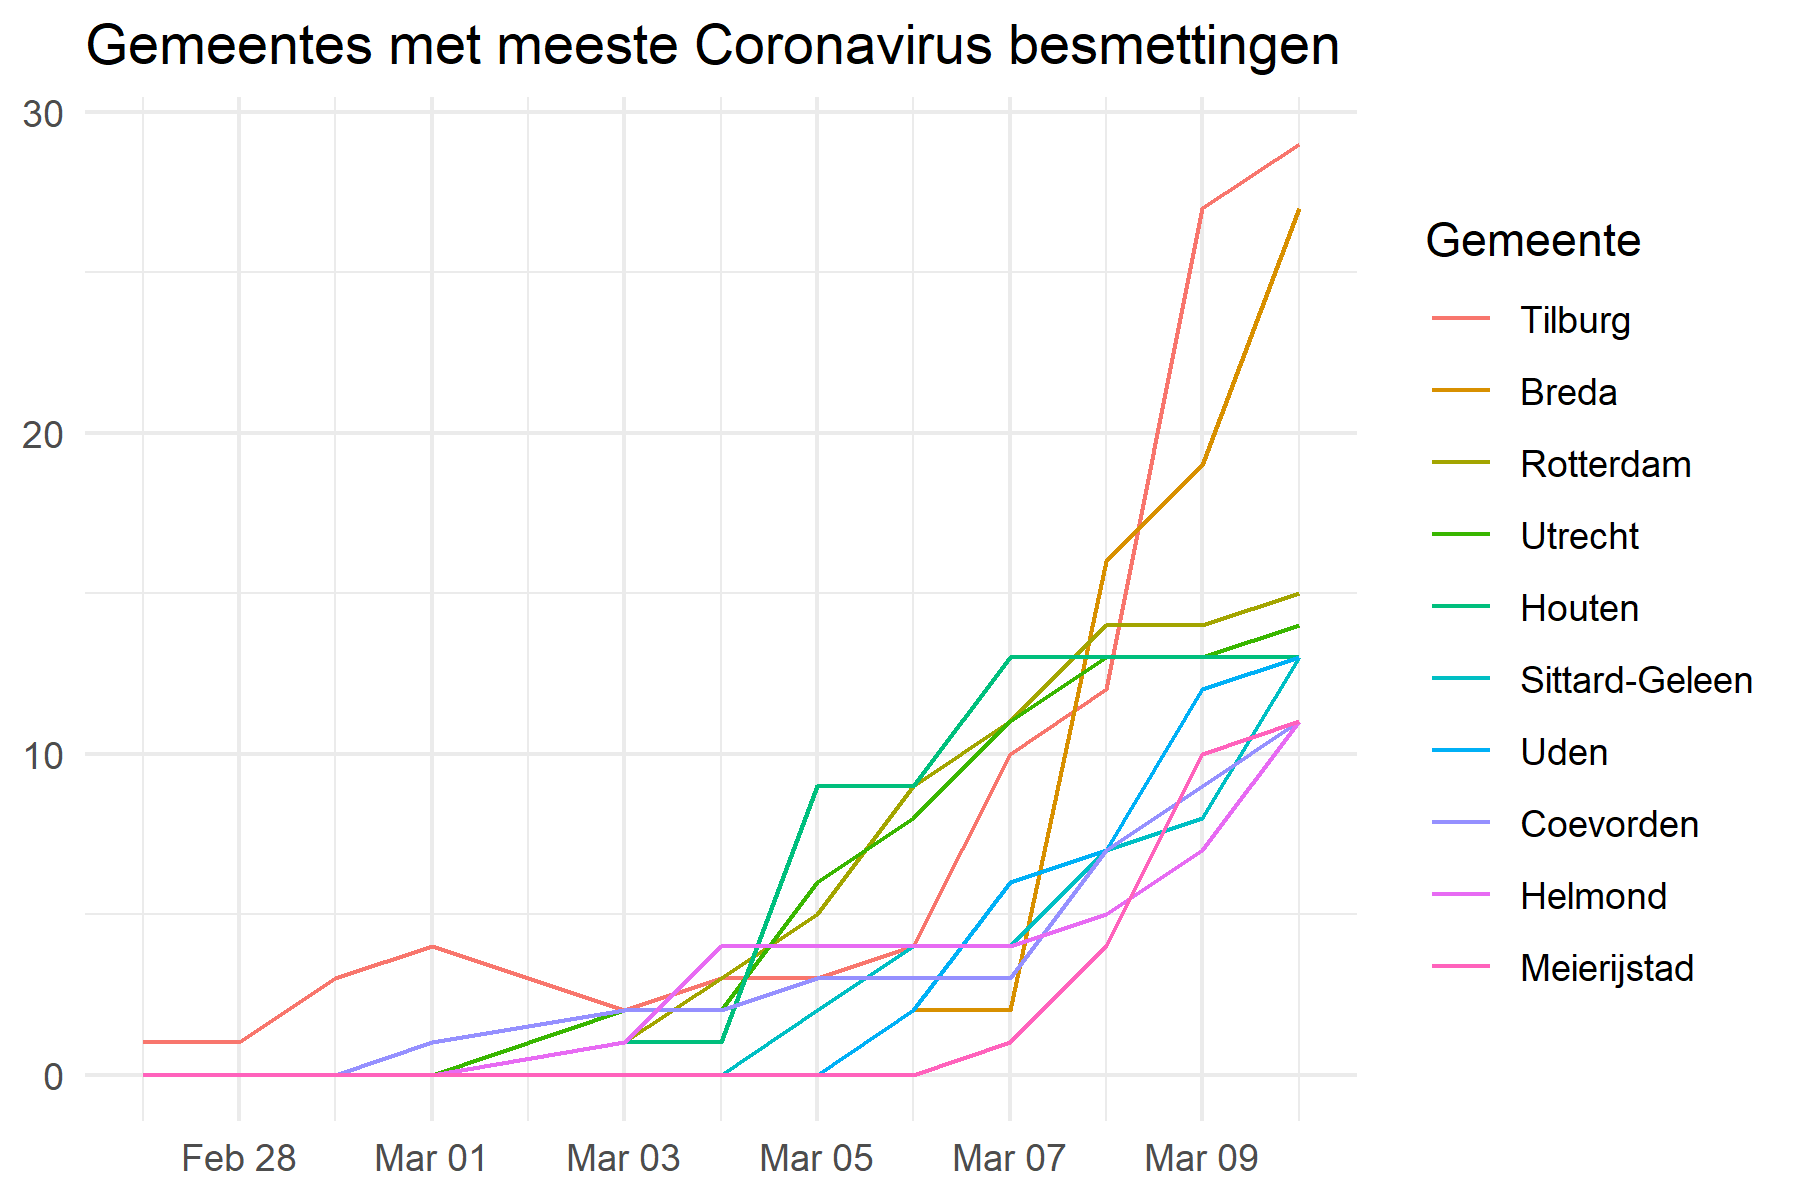 Gemeentes met meeste Coronavirus besmettingen
30
20
10
0
Feb 28
Mar 01
Mar 03
Mar 05
Mar 07
Mar 09
Gemeente
Tilburg
Breda
Rotterdam
Utrecht
Houten
Sittard-Geleen
Uden
Coevorden
Helmond
Meierijstad